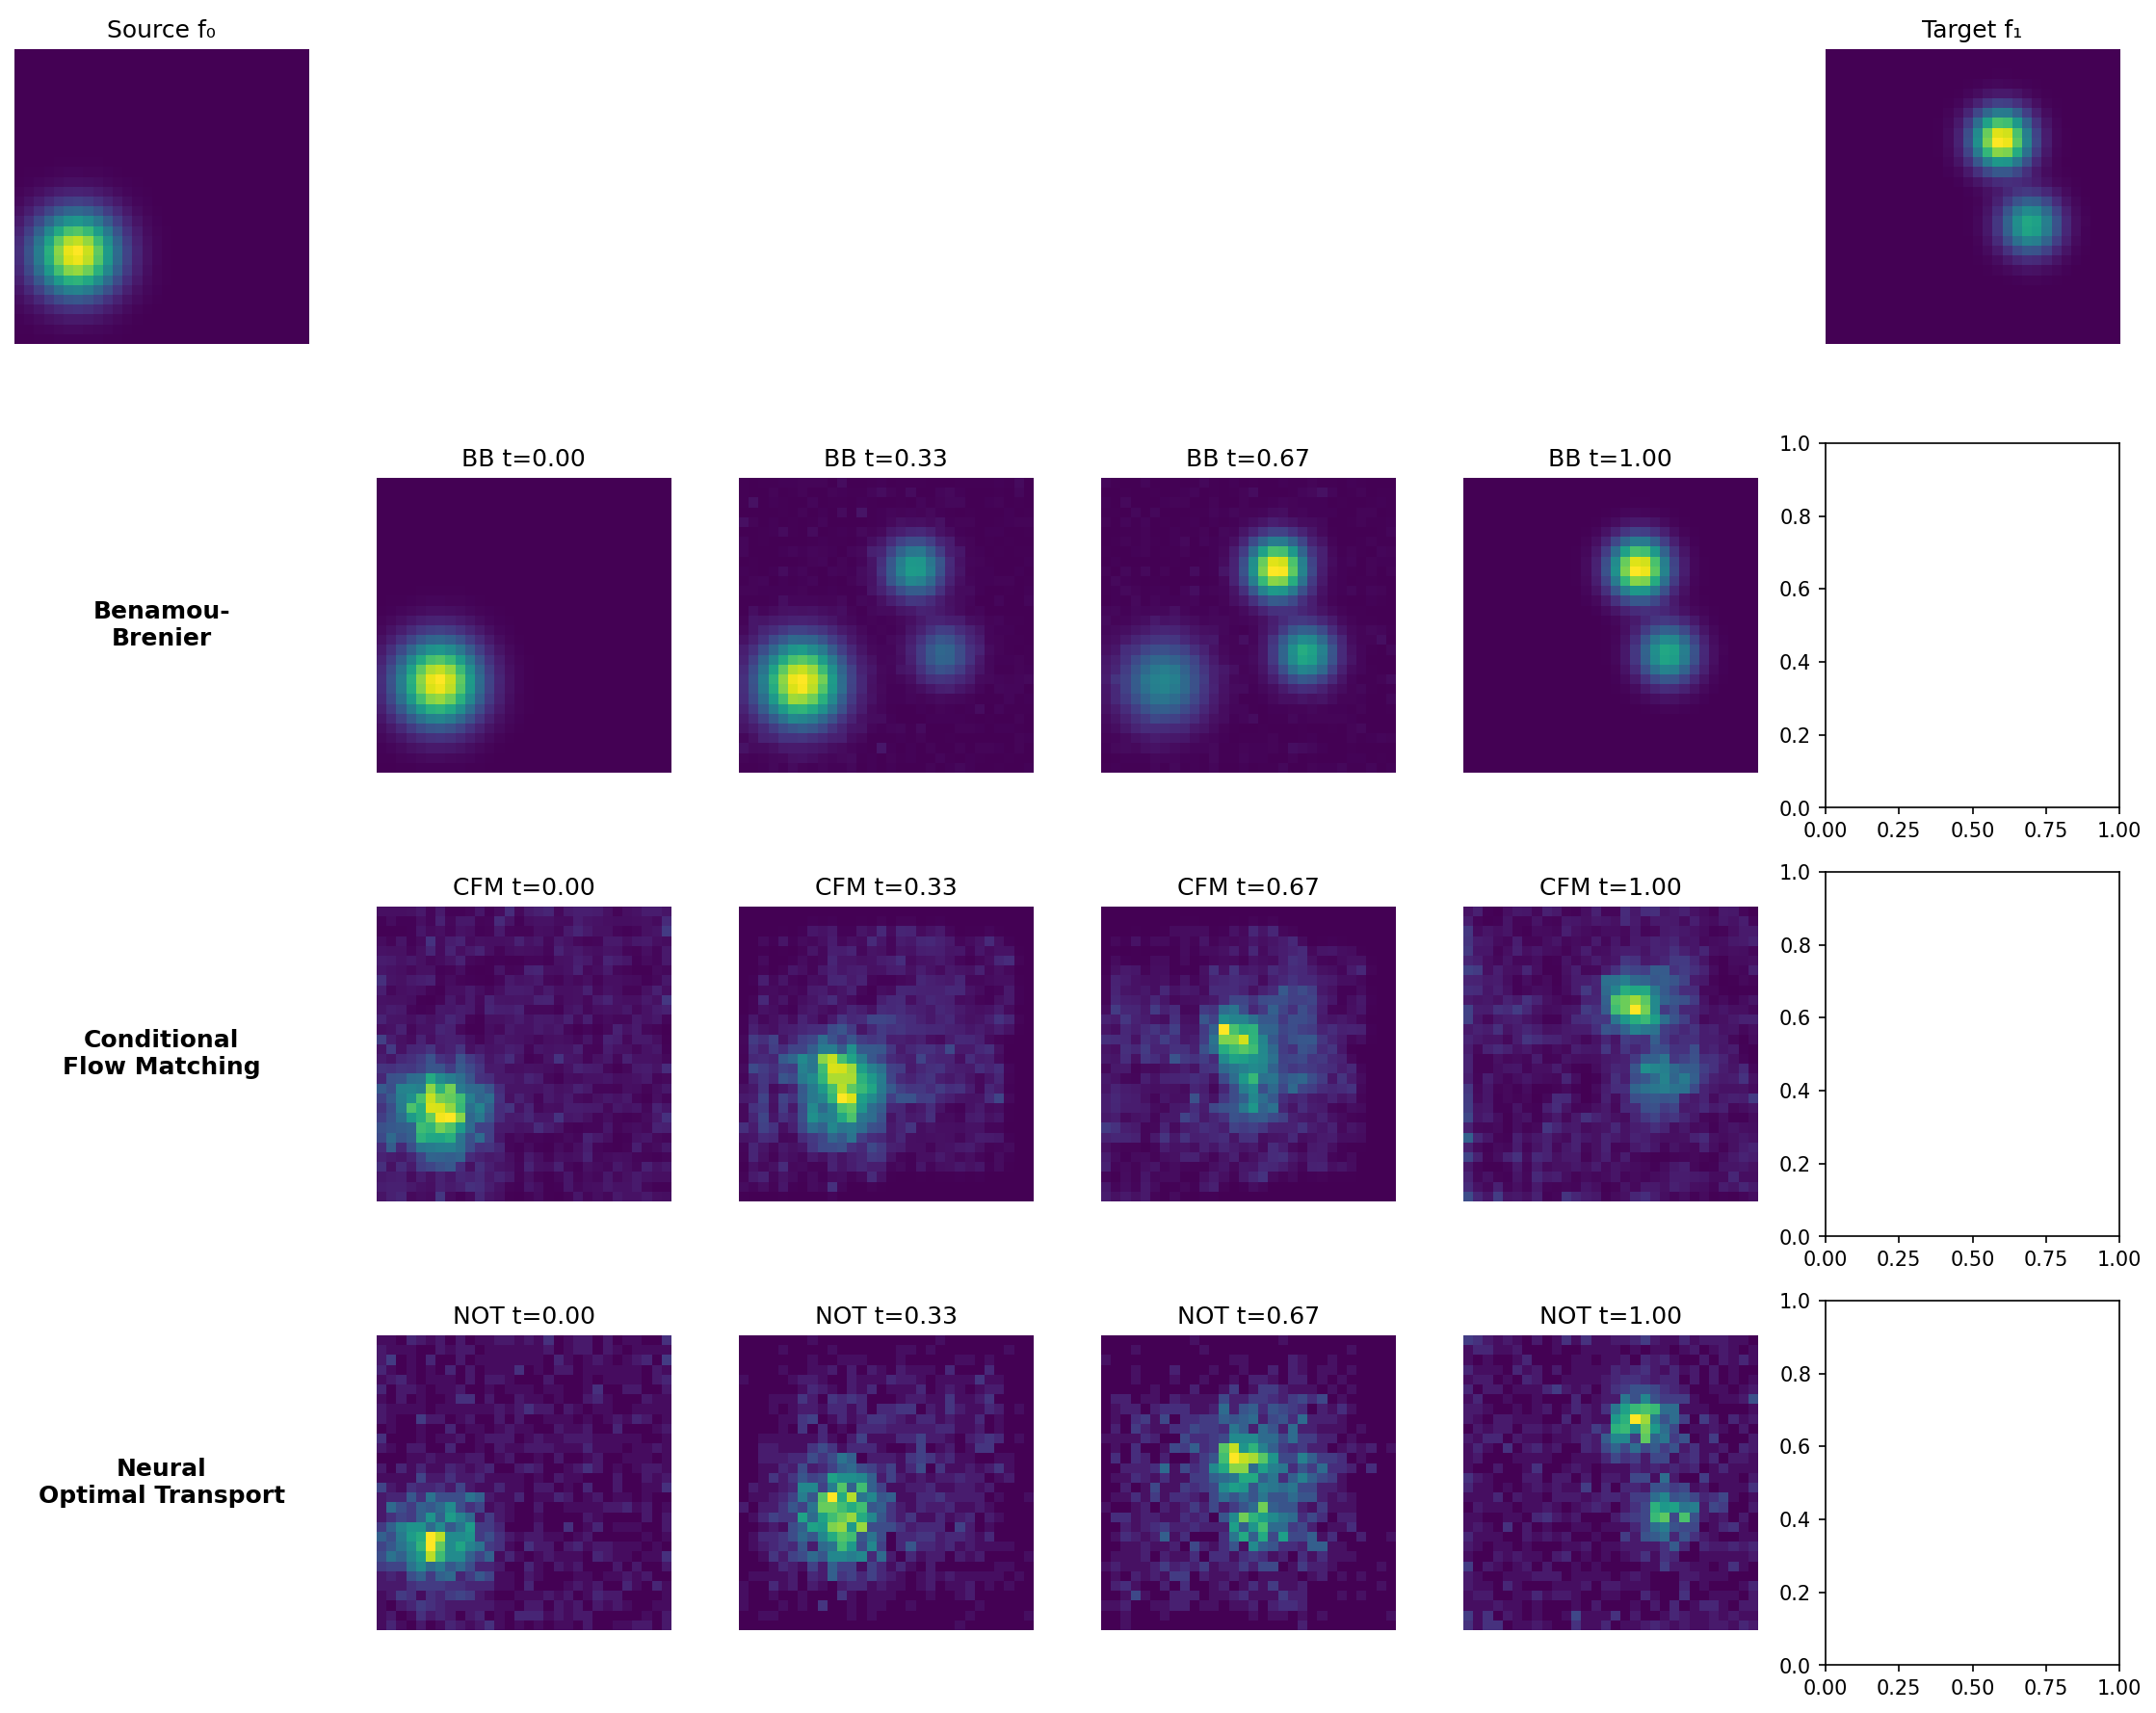 Source f₀
Target f₁
BB t=0.00
BB t=0.33
BB t=0.67
BB t=1.00
Benamou-
Brenier
1.0
0.8
0.6
0.4
0.2
0.0
0.00 0.25 0.50 0.75 1.00
CFM t=0.00
CFM t=0.33
CFM t=0.67
CFM t=1.00
Conditional
Flow Matching
1.0
0.8
0.6
0.4
0.2
0.0
0.00 0.25 0.50 0.75 1.00
NOT t=0.00
NOT t=0.33
NOT t=0.67
NOT t=1.00
Neural
Optimal Transport
1.0
0.8
0.6
0.4
0.2
0.0
0.00 0.25 0.50 0.75 1.00